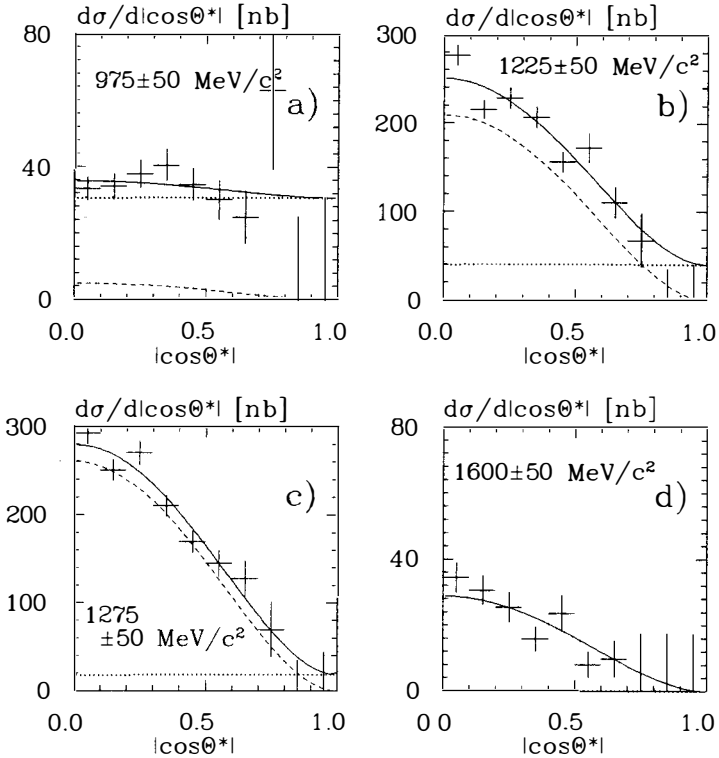 dσ/d|cosΘ*| [nb]
80
975±50 MeV/c²
a)
40
0
0.0
0.5
1.0
|cosΘ*|
dσ/d|cosΘ*| [nb]
300
1225±50 MeV/c²
b)
200
100
0
0.0
0.5
1.0
|cosΘ*|
dσ/d|cosΘ*| [nb]
300
c)
200
100
1275
±50 MeV/c²
0
0.0
0.5
1.0
|cosΘ*|
dσ/d|cosΘ*| [nb]
80
1600±50 MeV/c²
d)
40
0
0 0
0.5
1.0
|cosΘ*|